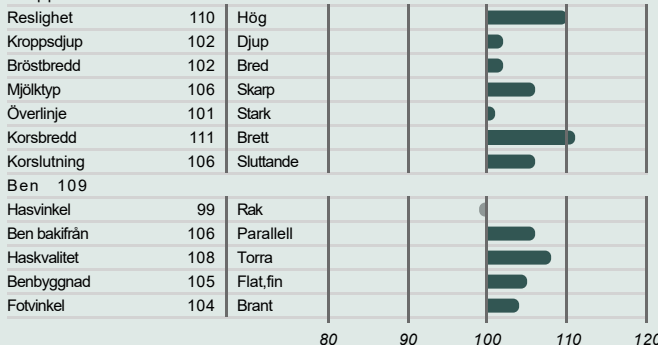 Reslighet 110 Hög
Kroppsdjup 102 Djup
Bröstbredd 102 Bred
Mjölktyp 106 Skarp
Överlinje 101 Stark
Korsbredd 111 Brett
Korslutning 106 Sluttande
Ben 109
Hasvinkel 99 Rak
Ben bakifrån 106 Parallell
Haskvalitet 108 Torra
Benbyggnad 105 Flat,fin
Fotvinkel 104 Brant
80 90 100 110 120